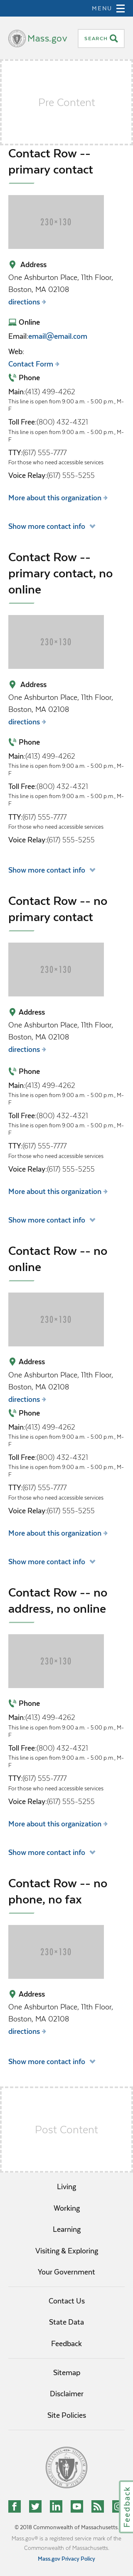 MENU
Mass.gov
SEARCH
Pre Content
Contact Row --
primary contact
230×130
Address
One Ashburton Place, 11th Floor,
Boston, MA 02108
directions
Online
Email:email@email.com
Web:
Contact Form
Phone
Main:(413) 499-4262
This line is open from 9:00 a.m. - 5:00 p.m., M-
F
Toll Free:(800) 432-4321
This line is open from 9:00 a.m. - 5:00 p.m., M-
F
TTY:(617) 555-7777
For those who need accessible services
Voice Relay:(617) 555-5255
More about this organization
Show more contact info
Contact Row --
primary contact, no
online
230×130
Address
One Ashburton Place, 11th Floor,
Boston, MA 02108
directions
Phone
Main:(413) 499-4262
This line is open from 9:00 a.m. - 5:00 p.m., M-
F
Toll Free:(800) 432-4321
This line is open from 9:00 a.m. - 5:00 p.m., M-
F
TTY:(617) 555-7777
For those who need accessible services
Voice Relay:(617) 555-5255
Show more contact info
Contact Row -- no
primary contact
230×130
Address
One Ashburton Place, 11th Floor,
Boston, MA 02108
directions
Phone
Main:(413) 499-4262
This line is open from 9:00 a.m. - 5:00 p.m., M-
F
Toll Free:(800) 432-4321
This line is open from 9:00 a.m. - 5:00 p.m., M-
F
TTY:(617) 555-7777
For those who need accessible services
Voice Relay:(617) 555-5255
More about this organization
Show more contact info
Contact Row -- no
online
230×130
Address
One Ashburton Place, 11th Floor,
Boston, MA 02108
directions
Phone
Main:(413) 499-4262
This line is open from 9:00 a.m. - 5:00 p.m., M-
F
Toll Free:(800) 432-4321
This line is open from 9:00 a.m. - 5:00 p.m., M-
F
TTY:(617) 555-7777
For those who need accessible services
Voice Relay:(617) 555-5255
More about this organization
Show more contact info
Contact Row -- no
address, no online
230×130
Phone
Main:(413) 499-4262
This line is open from 9:00 a.m. - 5:00 p.m., M-
F
Toll Free:(800) 432-4321
This line is open from 9:00 a.m. - 5:00 p.m., M-
F
TTY:(617) 555-7777
For those who need accessible services
Voice Relay:(617) 555-5255
More about this organization
Show more contact info
Contact Row -- no
phone, no fax
230×130
Address
One Ashburton Place, 11th Floor,
Boston, MA 02108
directions
Show more contact info
Post Content
Living
Working
Learning
Visiting & Exploring
Your Government
Contact Us
State Data
Feedback
Sitemap
Disclaimer
Site Policies
Feedback
© 2018 Commonwealth of Massachusetts.
Mass.gov® is a registered service mark of the
Commonwealth of Massachusetts.
Mass.gov Privacy Policy